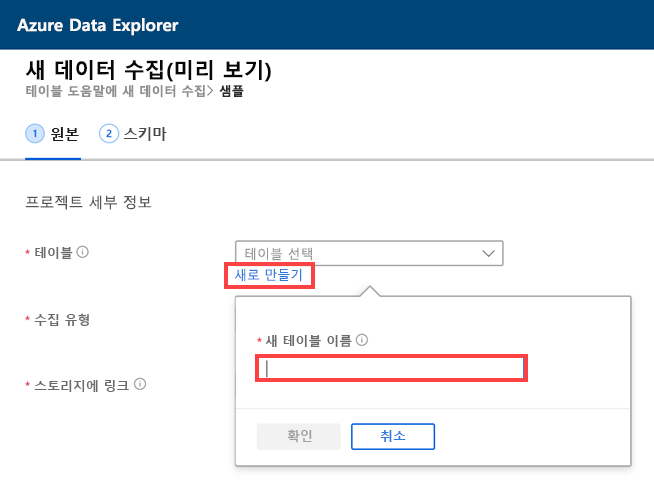 Azure Data Explorer
새 데이터 수집(미리 보기)
테이블 도움말에 새 데이터 수집> 샘플
1 원본 2 스키마
프로젝트 세부 정보
* 테이블
테이블 선택
새로 만들기
* 수집 유형
* 새 테이블 이름
* 스토리지에 링크
확인 취소